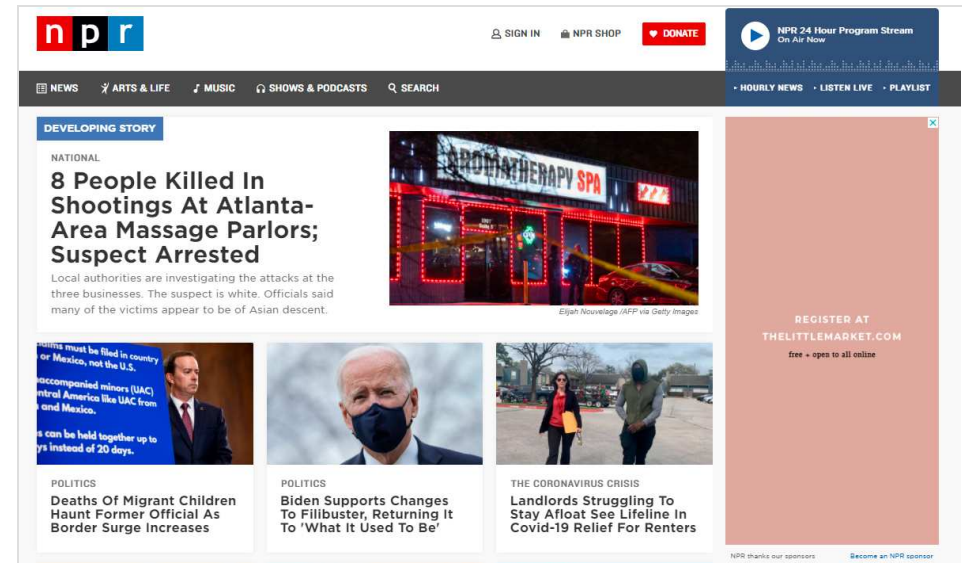 npr
SIGN IN
NPR SHOP
DONATE
NPR 24 Hour Program Stream
On Air Now
NEWS
ARTS & LIFE
MUSIC
SHOWS & PODCASTS
SEARCH
HOURLY NEWS
LISTEN LIVE
PLAYLIST
DEVELOPING STORY
NATIONAL
8 People Killed In
Shootings At Atlanta-
Area Massage Parlors;
Suspect Arrested
Local authorities are investigating the attacks at the
three businesses. The suspect is white. Officials said
many of the victims appear to be of Asian descent.
AROMATHERAPY SPA
Elijah Nouvelage /AFP via Getty Images
REGISTER AT
THELITTLEMARKET.COM
free + open to all online
must be filed in country
or Mexico, not the U.S.
accompanied minors (UAC)
America like UAC from
and Mexico.
can be held together up to
instead of 20 days.
POLITICS
Deaths Of Migrant Children
Haunt Former Official As
Border Surge Increases
POLITICS
Biden Supports Changes
To Filibuster, Returning It
To 'What It Used To Be'
THE CORONAVIRUS CRISIS
Landlords Struggling To
Stay Afloat See Lifeline In
Covid-19 Relief For Renters
NPR thanks our sponsors
Become an NPR sponsor